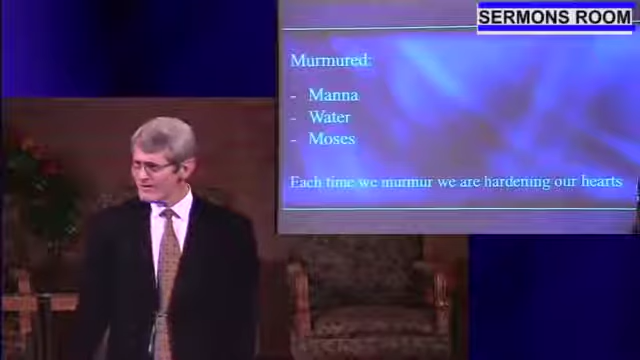 SERMONS ROOM
Murmured:
- Manna
- Water
- Moses
Each time we murmur we are hardening our hearts